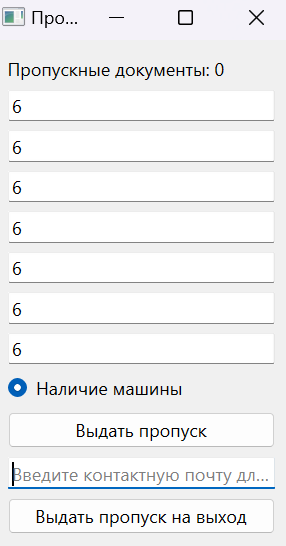 Про...
Пропускные документы: 0
6
6
6
6
6
6
6
Наличие машины
Выдать пропуск
Введите контактную почту дл...
Выдать пропуск на выход